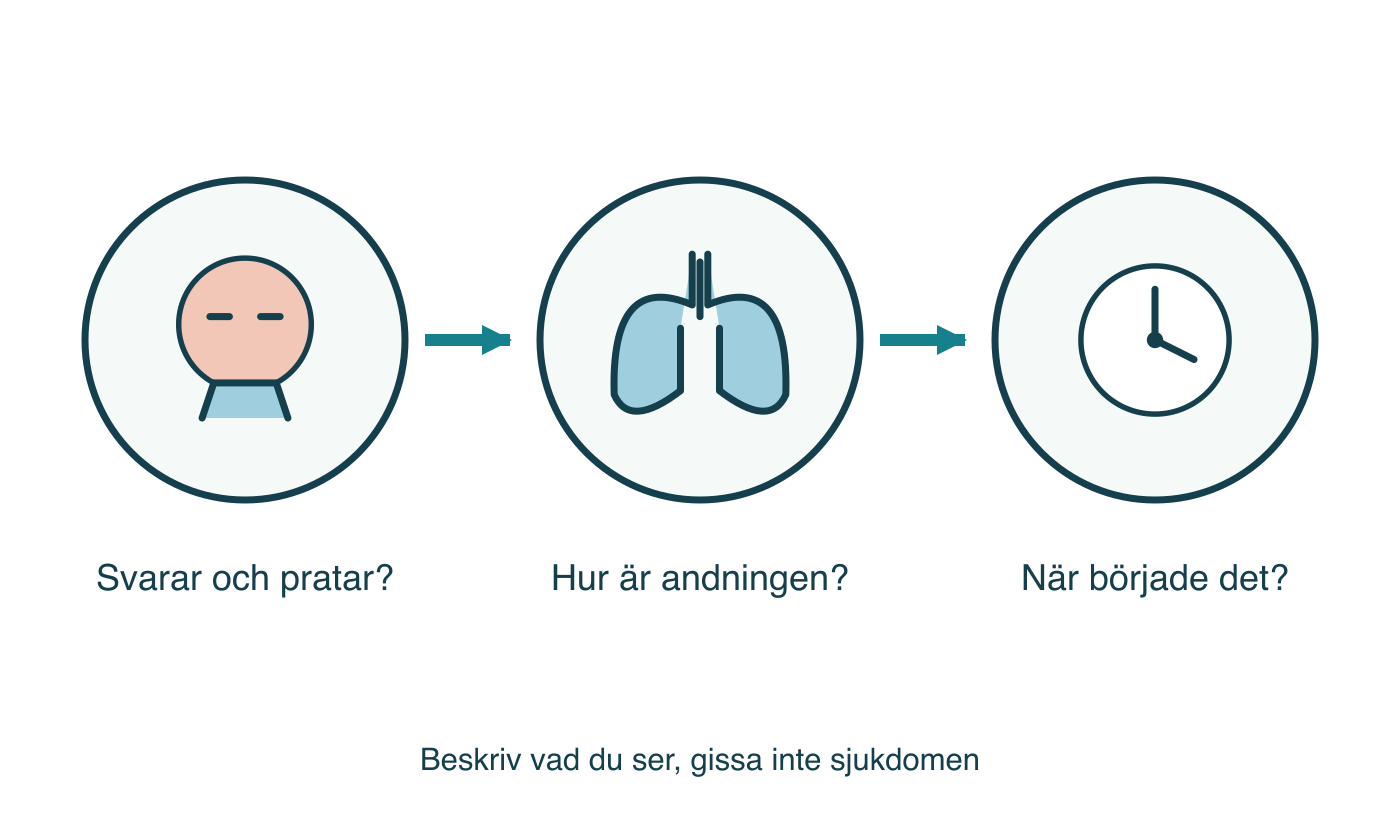 Svarar och pratar?
Hur är andningen?
När började det?
Beskriv vad du ser, gissa inte sjukdomen